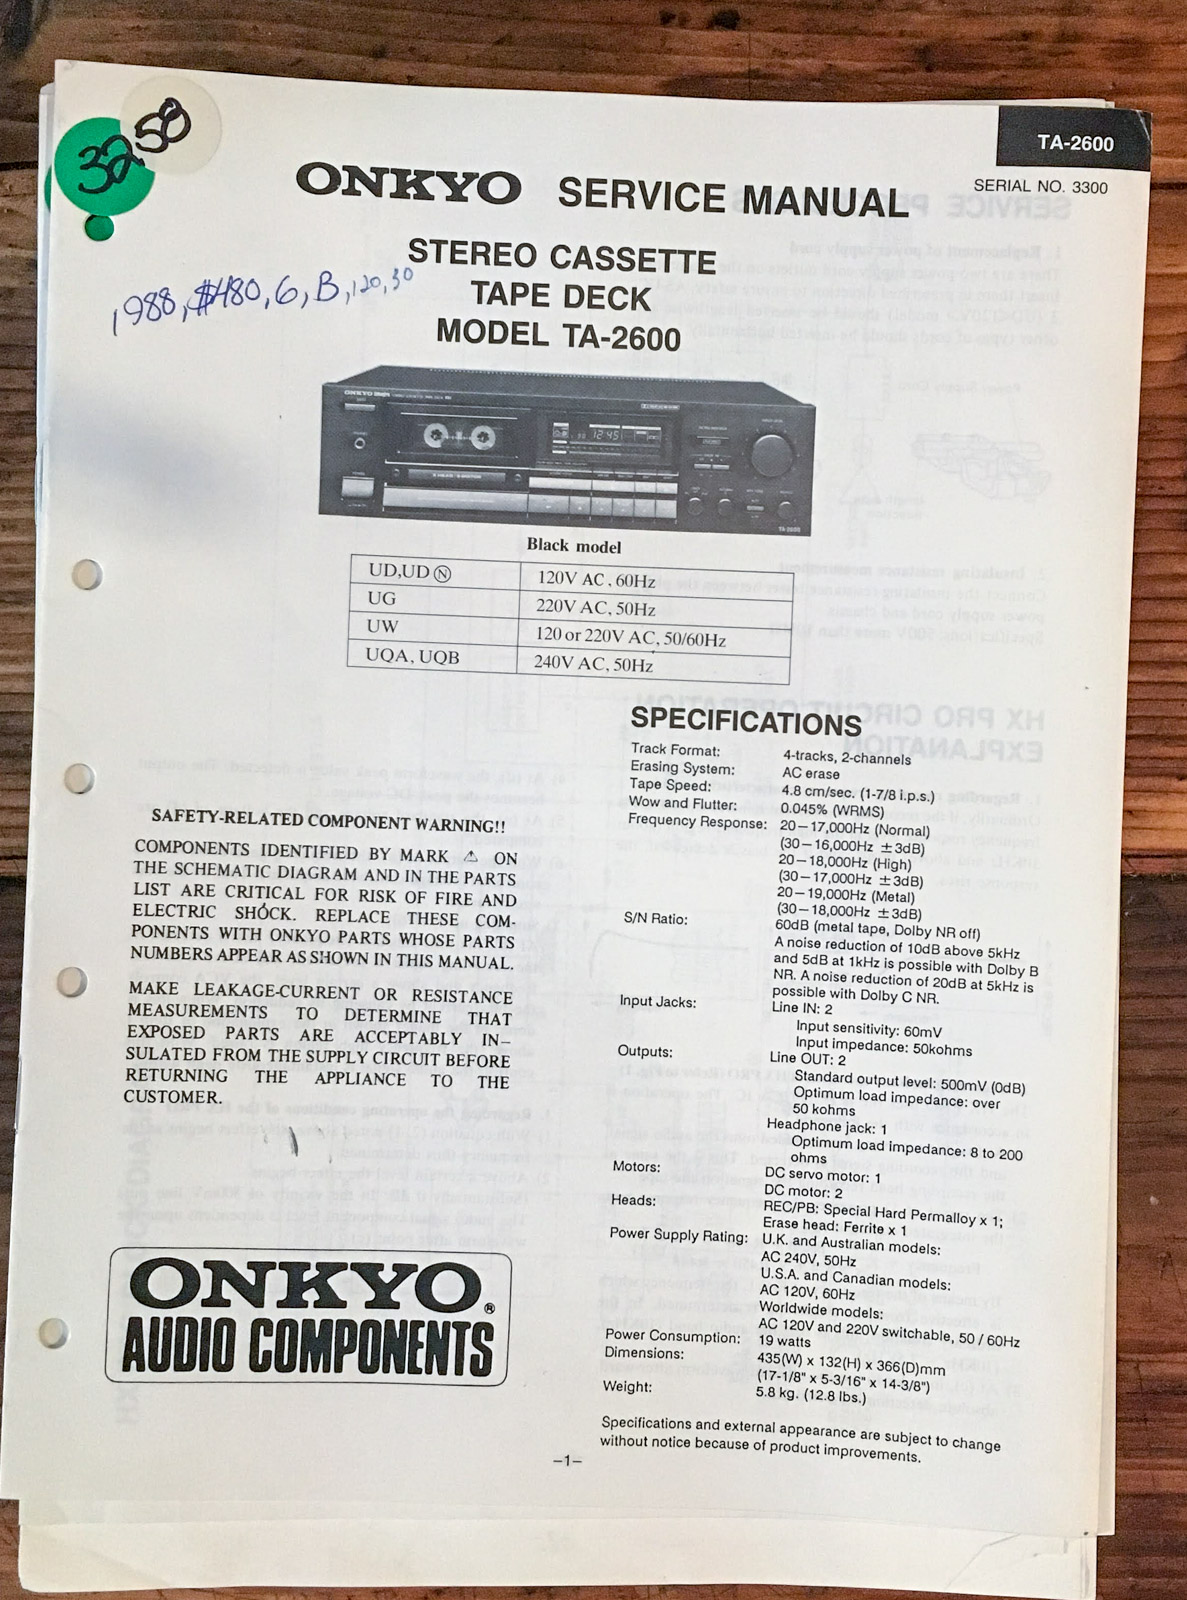 3258
TA-2600
SERIAL NO. 3300
ONKYO SERVICE MANUAL
STEREO CASSETTE
TAPE DECK
MODEL TA-2600
1988, $480, 6, B, 120, 30
ONKYO
12:45
TA-2600
Black model
UD,UD Ⓝ 120V AC, 60Hz
UG 220V AC, 50Hz
UW 120 or 220V AC, 50/60Hz
UQA, UQB 240V AC, 50Hz
SAFETY-RELATED COMPONENT WARNING!!
COMPONENTS IDENTIFIED BY MARK ⚠ ON
THE SCHEMATIC DIAGRAM AND IN THE PARTS
LIST ARE CRITICAL FOR RISK OF FIRE AND
ELECTRIC SHOCK. REPLACE THESE COM-
PONENTS WITH ONKYO PARTS WHOSE PARTS
NUMBERS APPEAR AS SHOWN IN THIS MANUAL.
MAKE LEAKAGE-CURRENT OR RESISTANCE
MEASUREMENTS TO DETERMINE THAT
EXPOSED PARTS ARE ACCEPTABLY IN-
SULATED FROM THE SUPPLY CIRCUIT BEFORE
RETURNING THE APPLIANCE TO THE
CUSTOMER.
ONKYO®
AUDIO COMPONENTS
SPECIFICATIONS
Track Format: 4-tracks, 2-channels
Erasing System: AC erase
Tape Speed: 4.8 cm/sec. (1-7/8 i.p.s.)
Wow and Flutter: 0.045% (WRMS)
Frequency Response: 20–17,000Hz (Normal)
(30–16,000Hz ±3dB)
20–18,000Hz (High)
(30–17,000Hz ±3dB)
20–19,000Hz (Metal)
(30–18,000Hz ±3dB)
S/N Ratio: 60dB (metal tape, Dolby NR off)
A noise reduction of 10dB above 5kHz
and 5dB at 1kHz is possible with Dolby B
NR. A noise reduction of 20dB at 5kHz is
possible with Dolby C NR.
Input Jacks: Line IN: 2
Input sensitivity: 60mV
Input impedance: 50kohms
Outputs: Line OUT: 2
Standard output level: 500mV (0dB)
Optimum load impedance: over
50 kohms
Headphone jack: 1
Optimum load impedance: 8 to 200
ohms
Motors: DC servo motor: 1
DC motor: 2
Heads: REC/PB: Special Hard Permalloy x 1;
Erase head: Ferrite x 1
Power Supply Rating: U.K. and Australian models:
AC 240V, 50Hz
U.S.A. and Canadian models:
AC 120V, 60Hz
Worldwide models:
AC 120V and 220V switchable, 50 / 60Hz
Power Consumption: 19 watts
Dimensions: 435(W) x 132(H) x 366(D)mm
(17-1/8" x 5-3/16" x 14-3/8")
Weight: 5.8 kg. (12.8 lbs.)
Specifications and external appearance are subject to change
without notice because of product improvements.
–1–